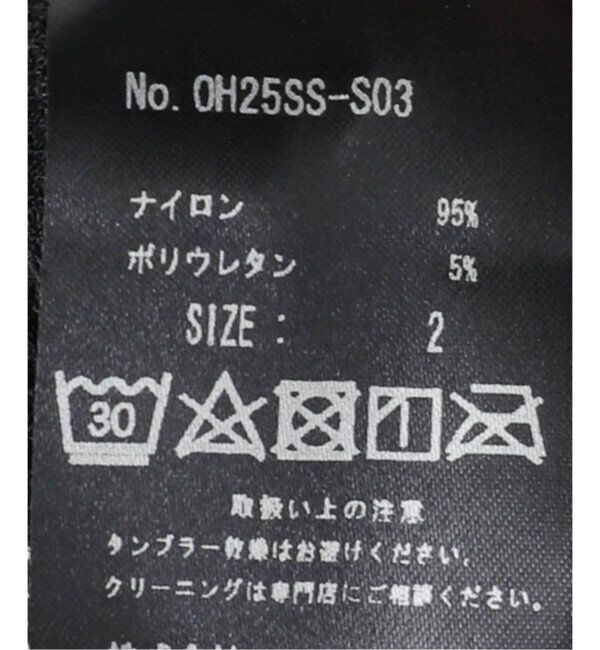 No. OH25SS-S03
ナイロン 95%
ポリウレタン 5%
SIZE : 2
30
取扱い上の注意
タンブラー乾燥はお避けください。
クリーニングは専門店にご相談ください。